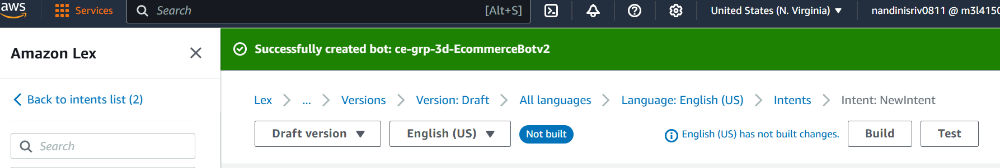 aws Services Search [Alt+S] United States (N. Virginia) nandinisriv0811 @ m3l4150
Amazon Lex
Successfully created bot: ce-grp-3d-EcommerceBotv2
Back to intents list (2)
Lex ... Versions Version: Draft All languages Language: English (US) Intents Intent: NewIntent
Draft version English (US) Not built English (US) has not built changes. Build Test
Search